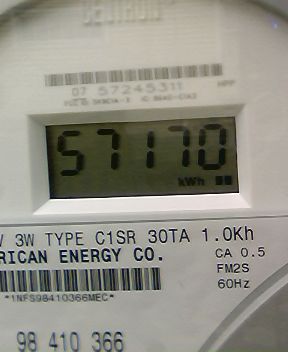 07 57245311
57170
kWh
3W TYPE C1SR 30TA 1.0Kh
RICAN ENERGY CO.
CA 0.5
FM2S
60Hz
*1NFS98410366MEC*
98 410 366